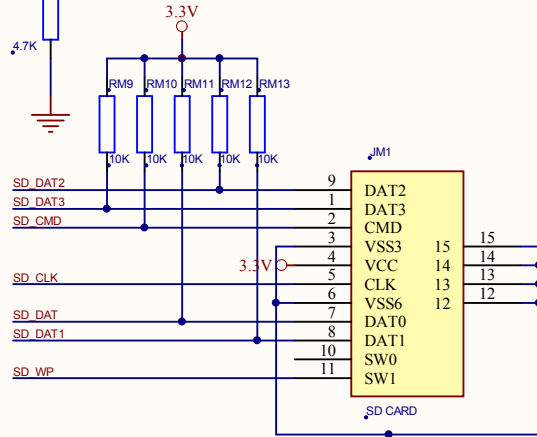 3.3V
4.7K
RM9 RM10 RM11 RM12 RM13
10K 10K 10K 10K 10K
JM1
SD_DAT2 9 DAT2
SD_DAT3 1 DAT3
SD_CMD 2 CMD
3 VSS3 15 15
3.3V 4 VCC 14 14
SD_CLK 5 CLK 13 13
6 VSS6 12 12
SD_DAT 7 DAT0
SD_DAT1 8 DAT1
10 SW0
SD_WP 11 SW1
SD CARD